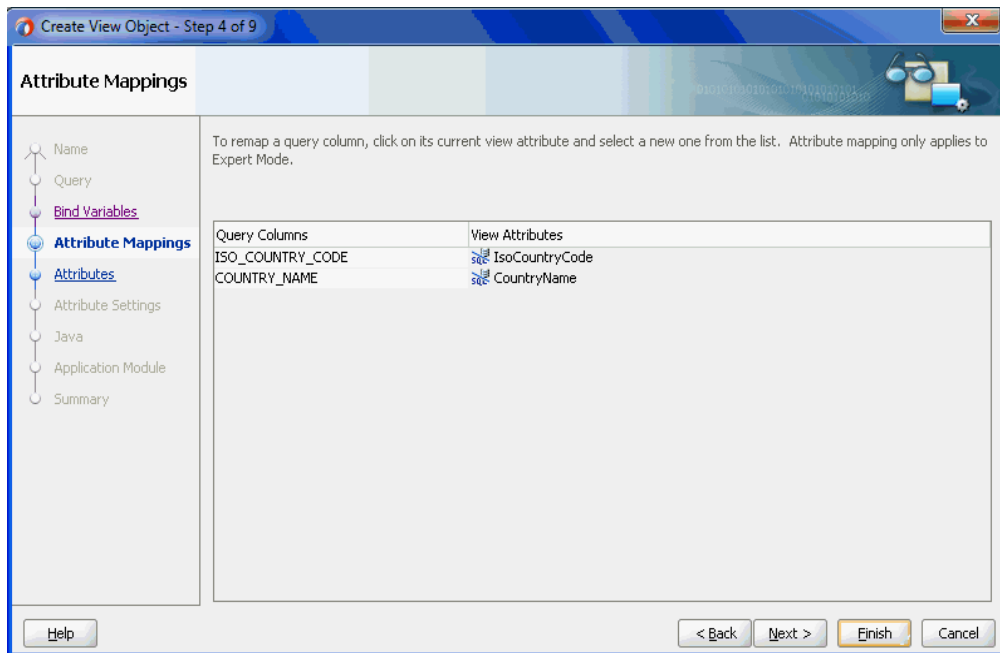 Create View Object - Step 4 of 9
Attribute Mappings
Name
Query
Bind Variables
Attribute Mappings
Attributes
Attribute Settings
Java
Application Module
Summary
To remap a query column, click on its current view attribute and select a new one from the list. Attribute mapping only applies to
Expert Mode.
Query Columns View Attributes
ISO_COUNTRY_CODE IsoCountryCode
COUNTRY_NAME CountryName
Help
< Back Next > Finish Cancel